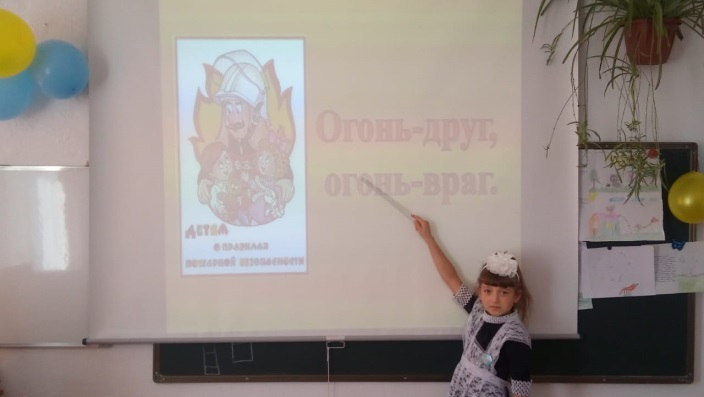 Огонь-друг,
огонь-враг.
ДЕТЯМ
о правилах
пожарной безопасности